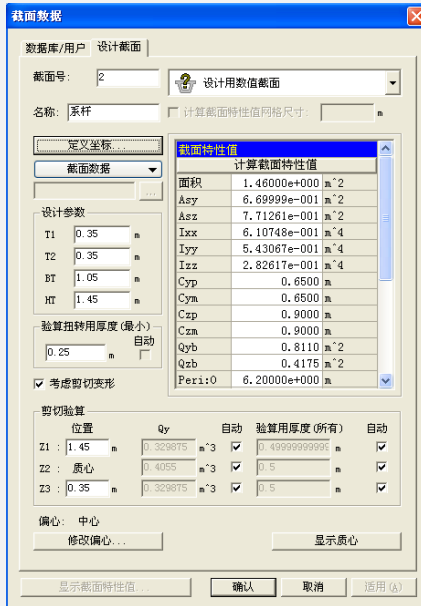 截面数据
数据库/用户 设计截面
截面号: 2 设计用数值截面
名称: 系杆 计算截面特性值网格尺寸: m
定义坐标...
截面数据
...
截面特性值
计算截面特性值
面积 1.46000e+000 m^2
Asy 6.69999e-001 m^2
Asz 7.71261e-001 m^2
Ixx 6.10748e-001 m^4
Iyy 5.43067e-001 m^4
Izz 2.82617e-001 m^4
Cyp 0.6500 m
Cym 0.6500 m
Czp 0.9000 m
Czm 0.9000 m
Qyb 0.8110 m^2
Qzb 0.4175 m^2
Peri:O 6.20000e+000 m
设计参数
T1 0.35 m
T2 0.35 m
BT 1.05 m
HT 1.45 m
验算扭转用厚度(最小)
0.25 m 自动
考虑剪切变形
剪切验算
位置 Qy 自动 验算用厚度(所有) 自动
Z1 : 1.45 m 0.329875 m^3 0.49999999999 m
Z2 : 质心 0.4055 m^3 0.5 m
Z3 : 0.35 m 0.329875 m^3 0.5 m
偏心: 中心
修改偏心... 显示质心
显示截面特性值... 确认 取消 适用(A)